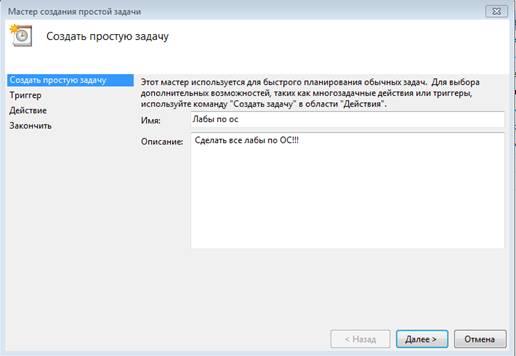 Мастер создания простой задачи
Создать простую задачу
Создать простую задачу
Триггер
Действие
Закончить
Этот мастер используется для быстрого планирования обычных задач. Для выбора
дополнительных возможностей, таких как многозадачные действия или триггеры,
используйте команду "Создать задачу" в области "Действия".
Имя: Лабы по ос
Описание: Сделать все лабы по ОС!!!
< Назад Далее > Отмена